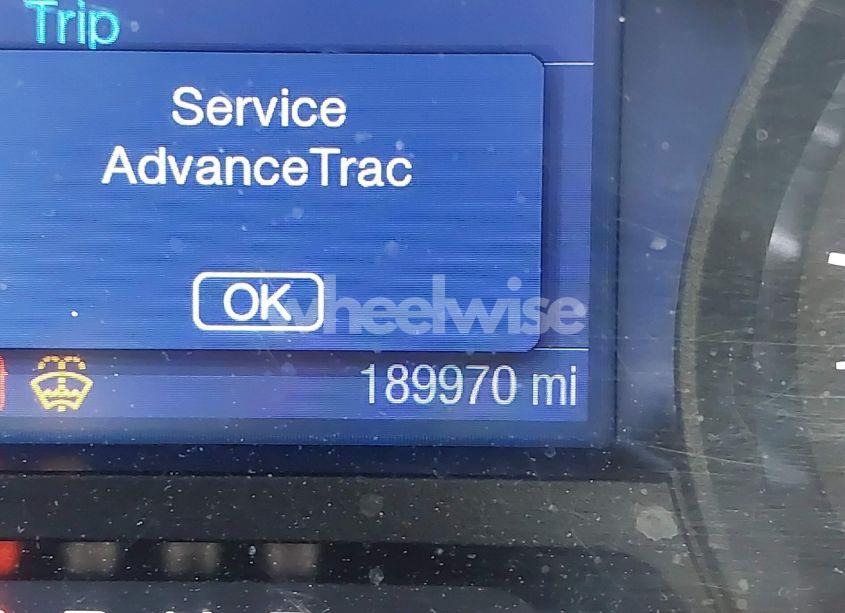 Trip
Service
AdvanceTrac
OK
wheelwise
189970 mi